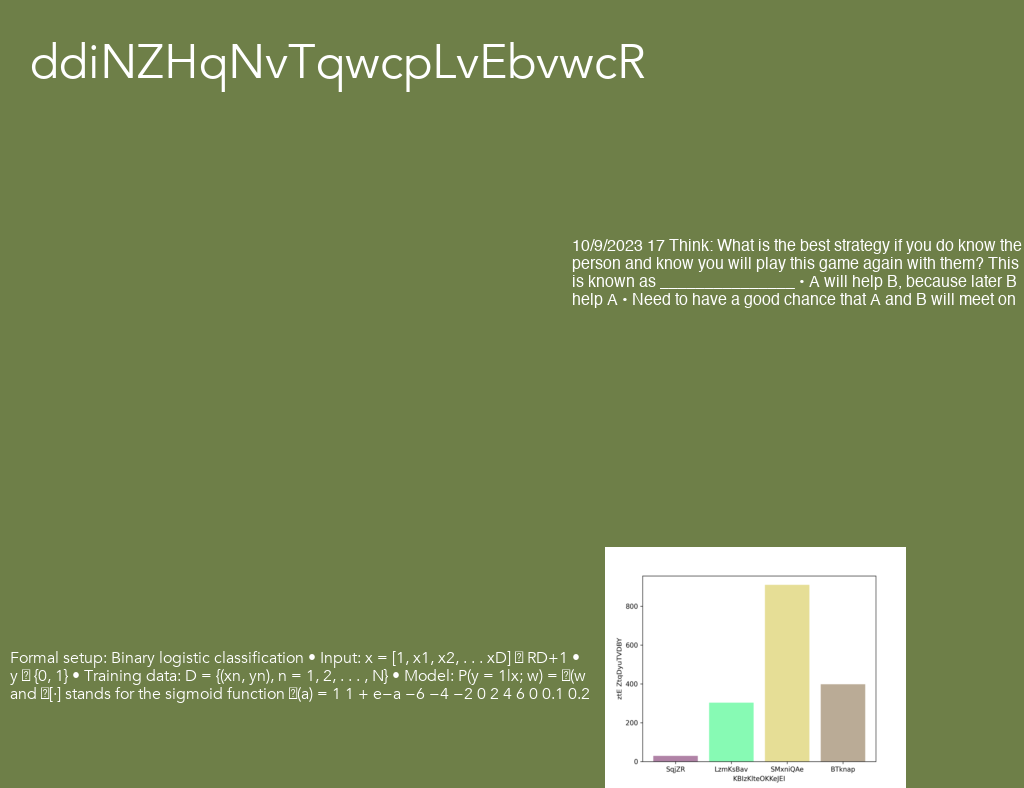 ddiNZHqNvTqwcpLvEbvwcR
10/9/2023 17 Think: What is the best strategy if you do know the
person and know you will play this game again with them? This
is known as _______________ • A will help B, because later B
help A • Need to have a good chance that A and B will meet on
Formal setup: Binary logistic classification • Input: x = [1, x1, x2, . . . xD] RD+1 •
y {0, 1} • Training data: D = {(xn, yn), n = 1, 2, . . . , N} • Model: P(y = 1|x; w) = (w
and [·] stands for the sigmoid function (a) = 1 1 + e−a −6 −4 −2 0 2 4 6 0 0.1 0.2
800
600
400
200
0
ztE ZtqDyuTVDBY
SqjZR LzmKsBav SMxniQAe BTknap
KBIzKlteOKKeJEl